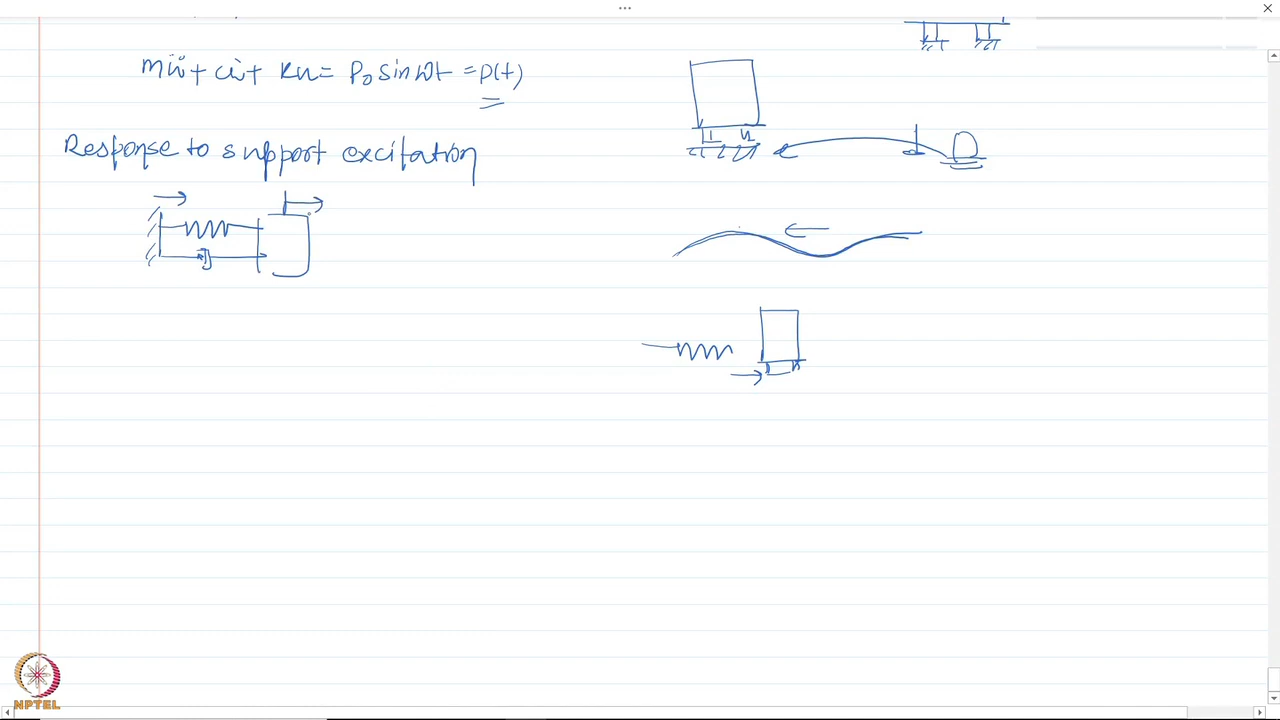 mü + cu̇ + ku = P₀ sin ωt = p(t)
Response to support excitation
NPTEL